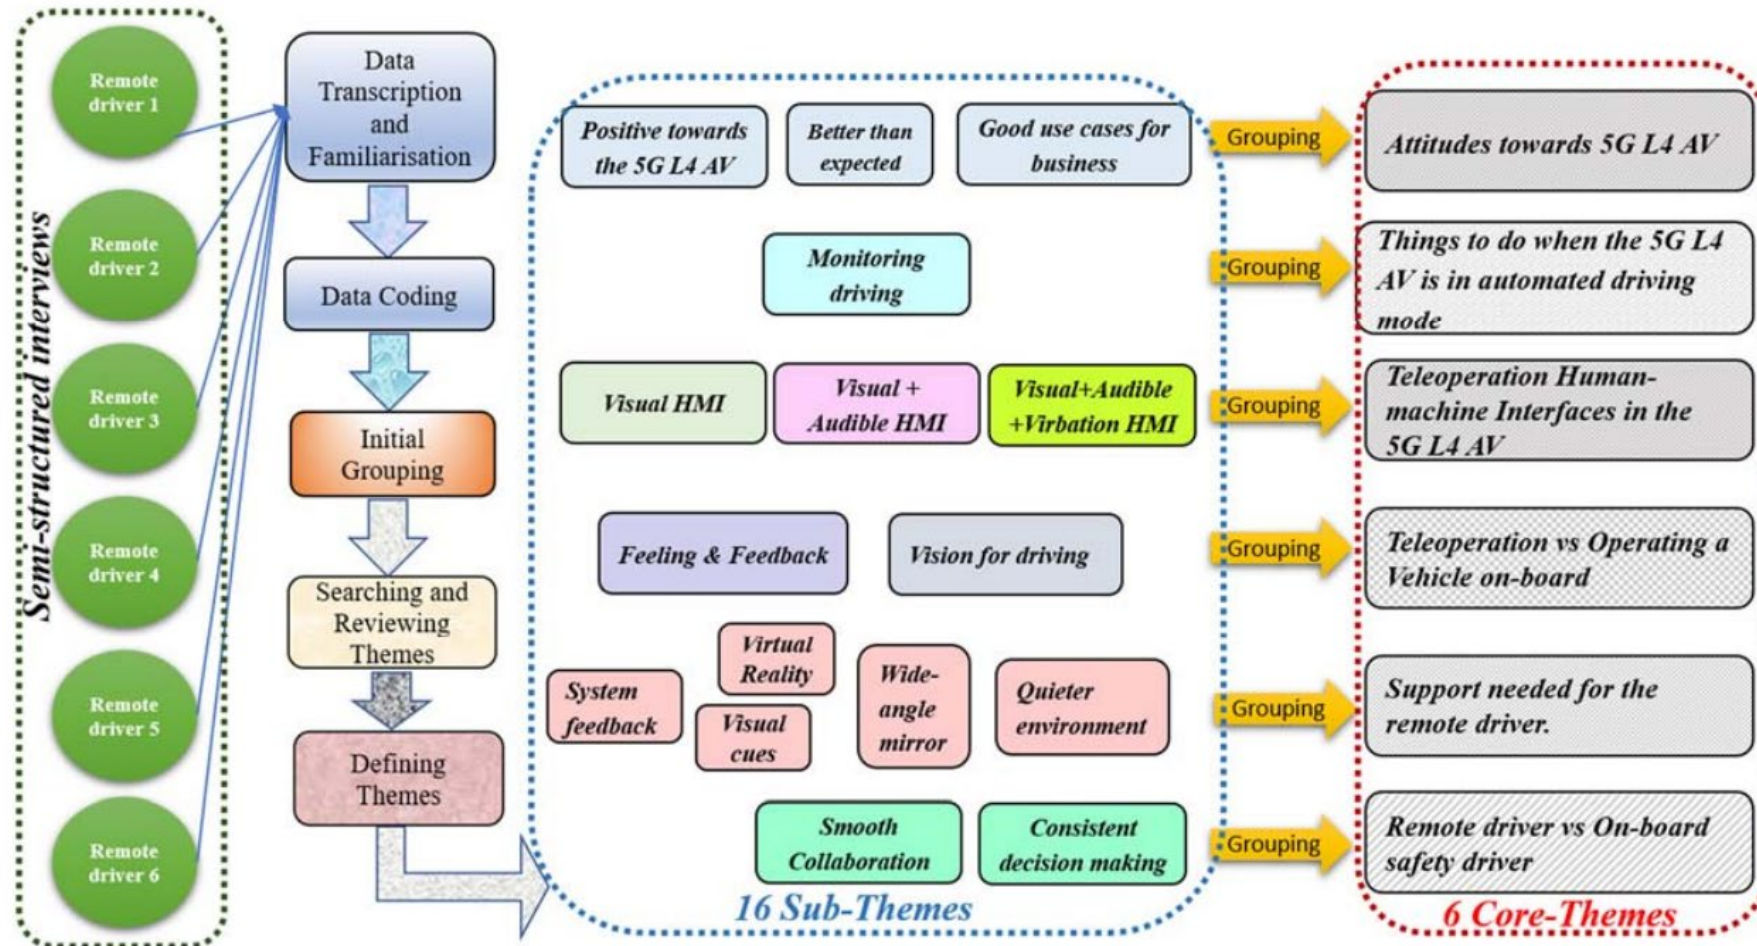 Semi-structured interviews
Remote
driver 1
Remote
driver 2
Remote
driver 3
Remote
driver 4
Remote
driver 5
Remote
driver 6
Data
Transcription
and
Familiarisation
Data Coding
Initial
Grouping
Searching and
Reviewing
Themes
Defining
Themes
Positive towards
the 5G L4 AV
Better than
expected
Good use cases for
business
Grouping
Attitudes towards 5G L4 AV
Monitoring
driving
Grouping
Things to do when the 5G L4
AV is in automated driving
mode
Visual HMI
Visual +
Audible HMI
Visual+Audible
+Virbation HMI
Grouping
Teleoperation Human-
machine Interfaces in the
5G L4 AV
Feeling & Feedback
Vision for driving
Grouping
Teleoperation vs Operating a
Vehicle on-board
System
feedback
Virtual
Reality
Visual
cues
Wide-
angle
mirror
Quieter
environment
Grouping
Support needed for the
remote driver.
Smooth
Collaboration
Consistent
decision making
Grouping
Remote driver vs On-board
safety driver
16 Sub-Themes
6 Core-Themes